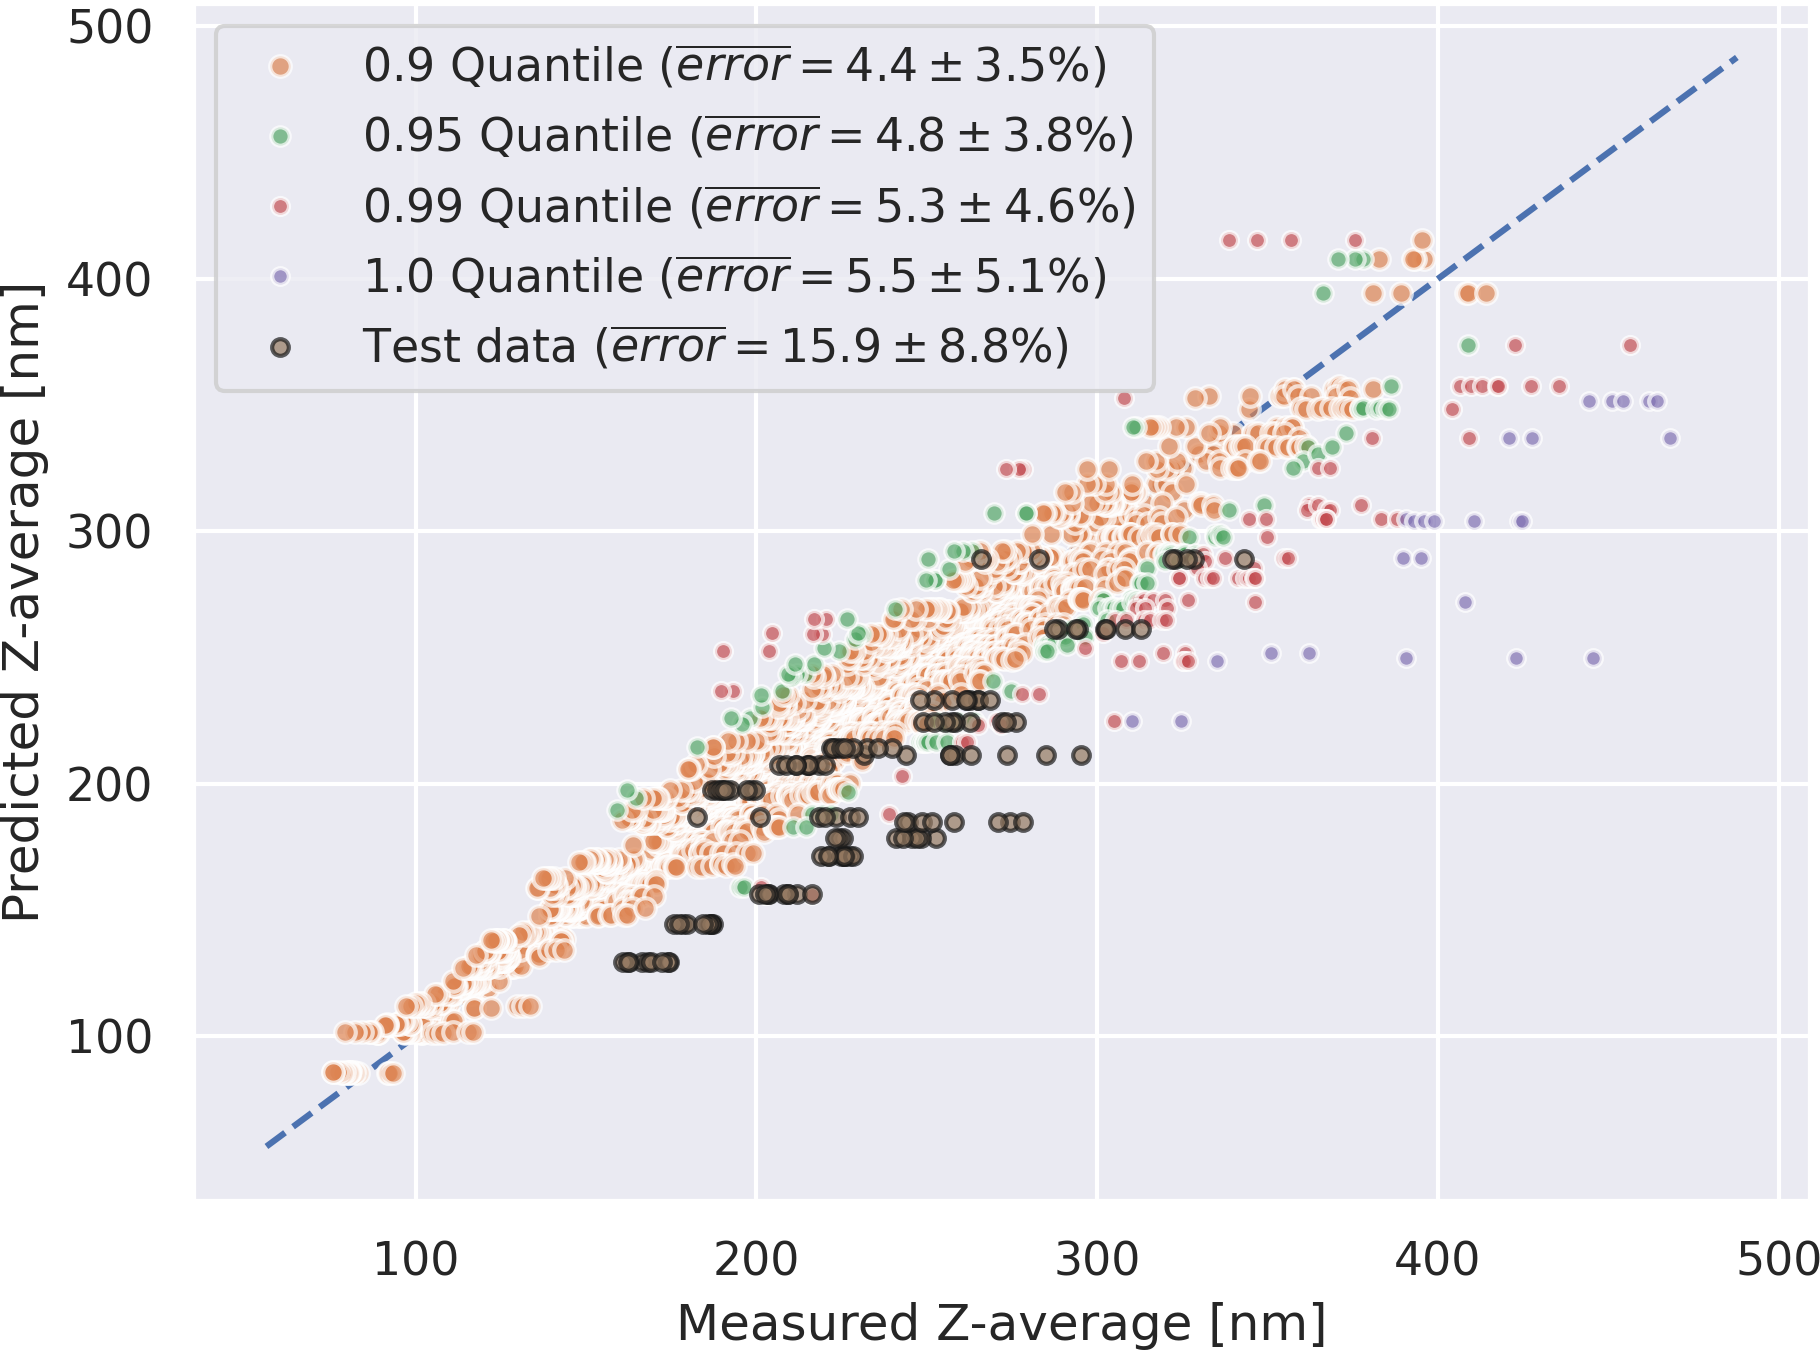 500
400
300
200
100
Predicted Z-average [nm]
0.9 Quantile (error = 4.4 ± 3.5%)
0.95 Quantile (error = 4.8 ± 3.8%)
0.99 Quantile (error = 5.3 ± 4.6%)
1.0 Quantile (error = 5.5 ± 5.1%)
Test data (error = 15.9 ± 8.8%)
100 200 300 400 500
Measured Z-average [nm]